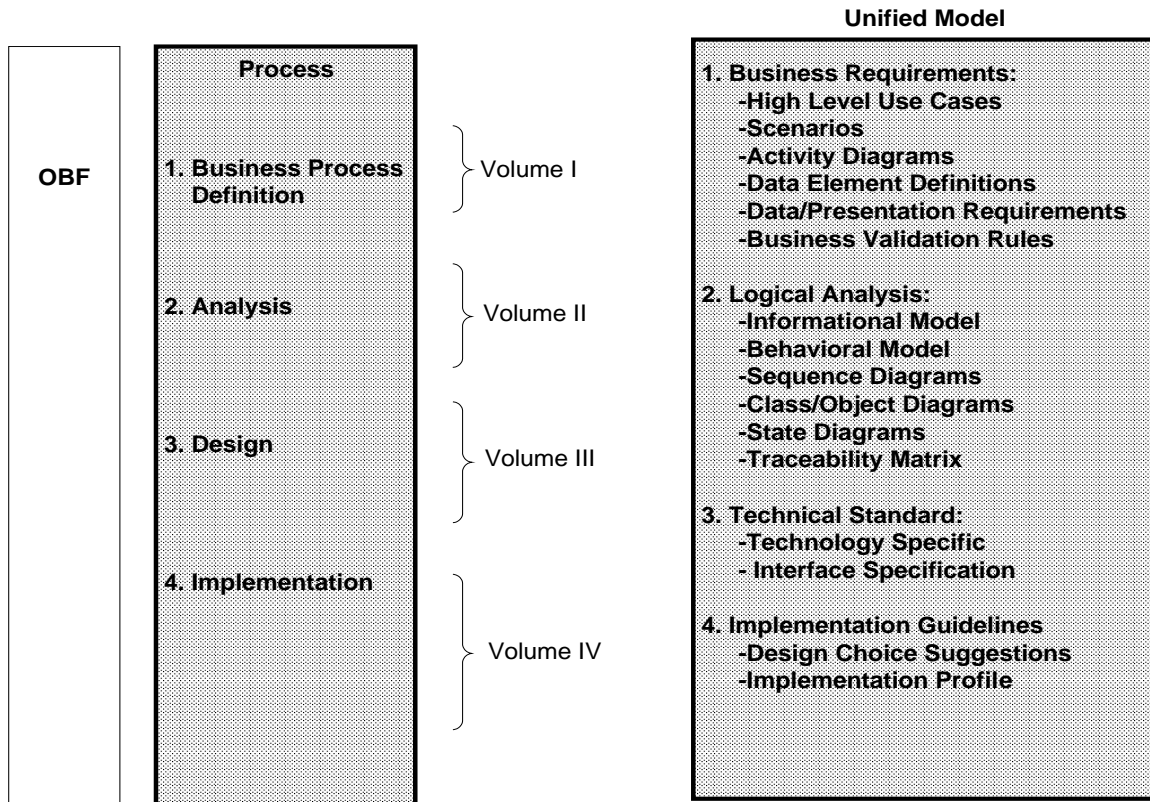 Unified Model
OBF
Process
1. Business Process
Definition
2. Analysis
3. Design
4. Implementation
Volume I
Volume II
Volume III
Volume IV
1. Business Requirements:
-High Level Use Cases
-Scenarios
-Activity Diagrams
-Data Element Definitions
-Data/Presentation Requirements
-Business Validation Rules
2. Logical Analysis:
-Informational Model
-Behavioral Model
-Sequence Diagrams
-Class/Object Diagrams
-State Diagrams
-Traceability Matrix
3. Technical Standard:
-Technology Specific
- Interface Specification
4. Implementation Guidelines
-Design Choice Suggestions
-Implementation Profile